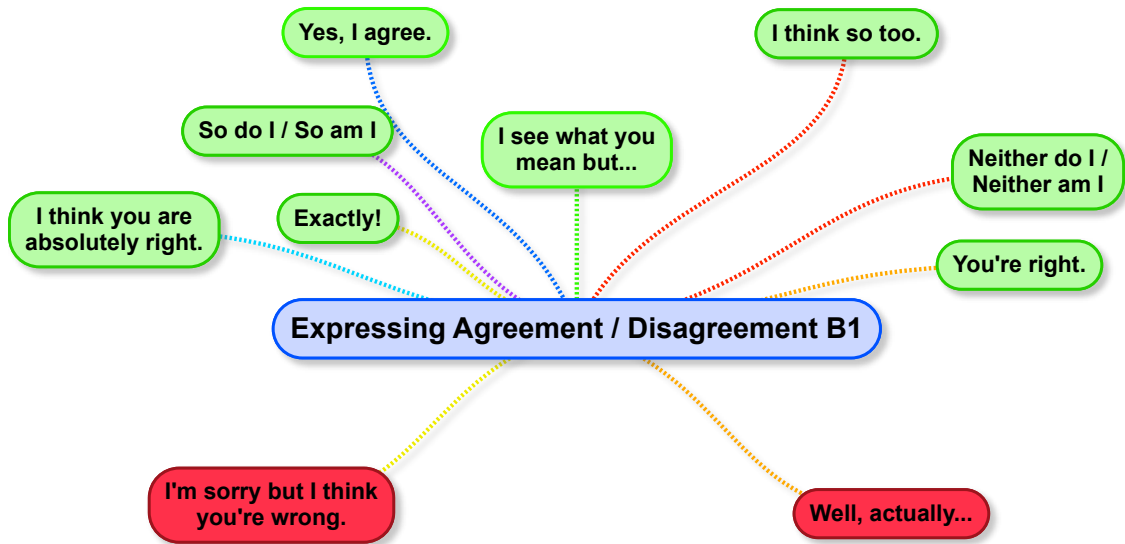 Yes, I agree.
I think so too.
So do I / So am I
I see what you
mean but...
Neither do I /
Neither am I
I think you are
absolutely right.
Exactly!
You're right.
Expressing Agreement / Disagreement B1
I'm sorry but I think
you're wrong.
Well, actually...